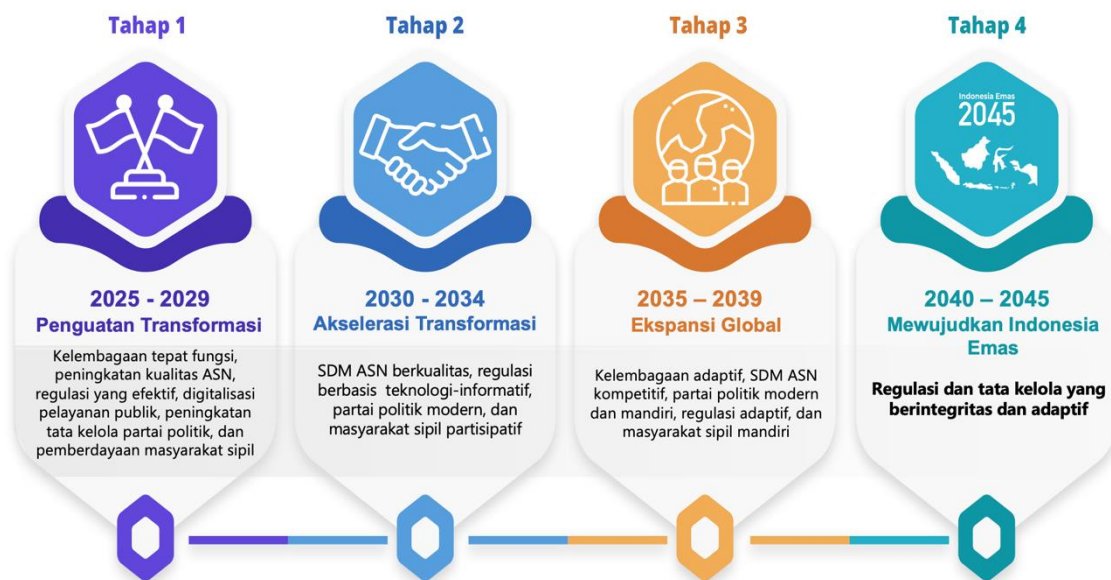 Tahap 1
2025 - 2029
Penguatan Transformasi
Kelembagaan tepat fungsi,
peningkatan kualitas ASN,
regulasi yang efektif, digitalisasi
pelayanan publik, peningkatan
tata kelola partai politik, dan
pemberdayaan masyarakat sipil
Tahap 2
2030 - 2034
Akselerasi Transformasi
SDM ASN berkualitas, regulasi
berbasis teknologi-informatif,
partai politik modern, dan
masyarakat sipil partisipatif
Tahap 3
2035 – 2039
Ekspansi Global
Kelembagaan adaptif, SDM ASN
kompetitif, partai politik modern
dan mandiri, regulasi adaptif, dan
masyarakat sipil mandiri
Tahap 4
Indonesia Emas
2045
2040 – 2045
Mewujudkan Indonesia
Emas
Regulasi dan tata kelola yang
berintegritas dan adaptif